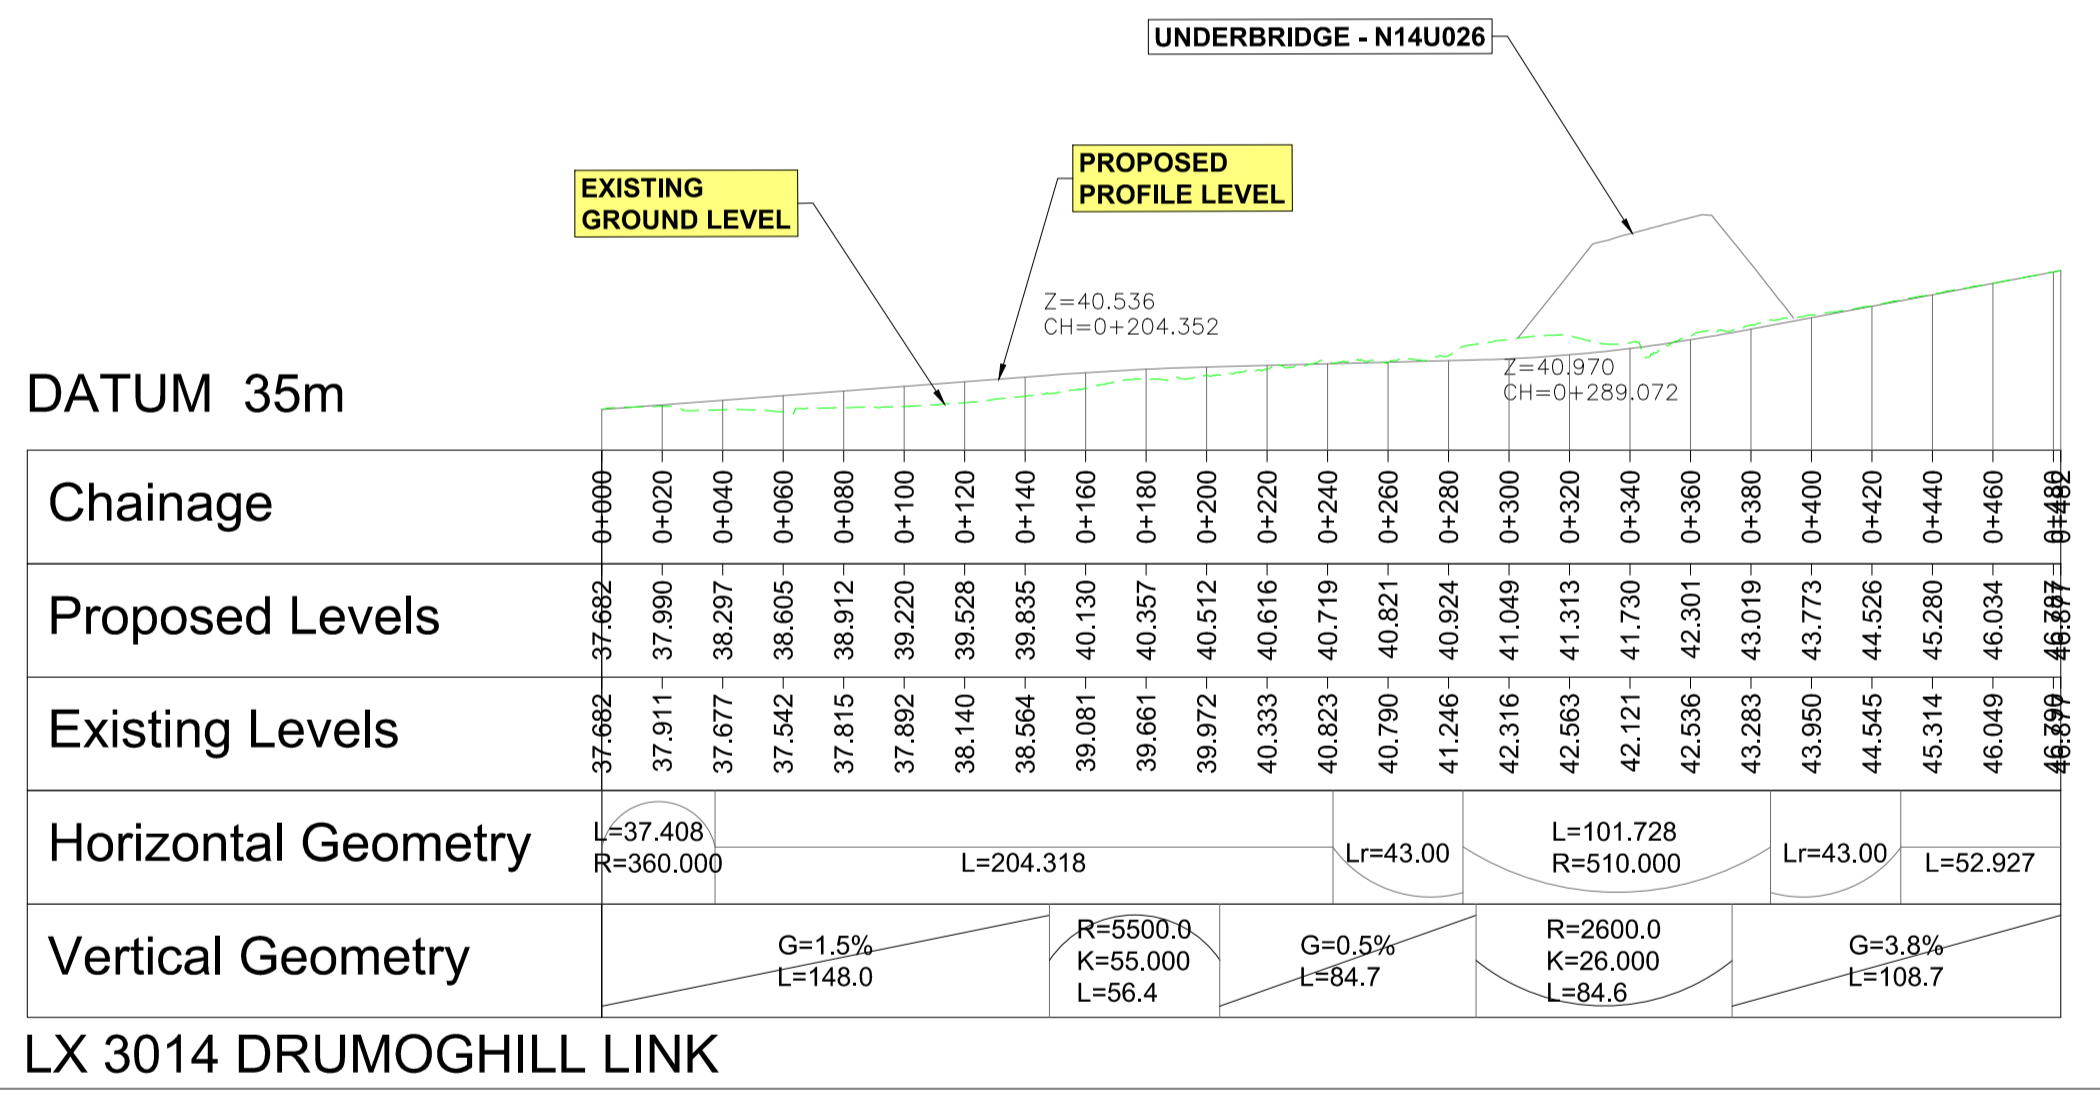 UNDERBRIDGE - N14U026
PROPOSED
PROFILE LEVEL
EXISTING
GROUND LEVEL
Z=40.536
CH=0+204.352
Z=40.970
CH=0+289.072
DATUM 35m
Chainage 0+000 0+020 0+040 0+060 0+080 0+100 0+120 0+140 0+160 0+180 0+200 0+220 0+240 0+260 0+280 0+300 0+320 0+340 0+360 0+380 0+400 0+420 0+440 0+460 0+480 0+482
Proposed Levels 37.682 37.990 38.297 38.605 38.912 39.220 39.528 39.835 40.130 40.357 40.512 40.616 40.719 40.821 40.924 41.049 41.313 41.730 42.301 43.019 43.773 44.526 45.280 46.034 46.787 46.877
Existing Levels 37.682 37.911 37.677 37.542 37.815 37.892 38.140 38.564 39.081 39.661 39.972 40.333 40.823 40.790 41.246 42.316 42.563 42.121 42.536 43.283 43.950 44.545 45.314 46.049 46.877
Horizontal Geometry
L=37.408
R=360.000
L=204.318
Lr=43.00
L=101.728
R=510.000
Lr=43.00
L=52.927
Vertical Geometry
G=1.5%
L=148.0
R=5500.0
K=55.000
L=56.4
G=0.5%
L=84.7
R=2600.0
K=26.000
L=84.6
G=3.8%
L=108.7
LX 3014 DRUMOGHILL LINK